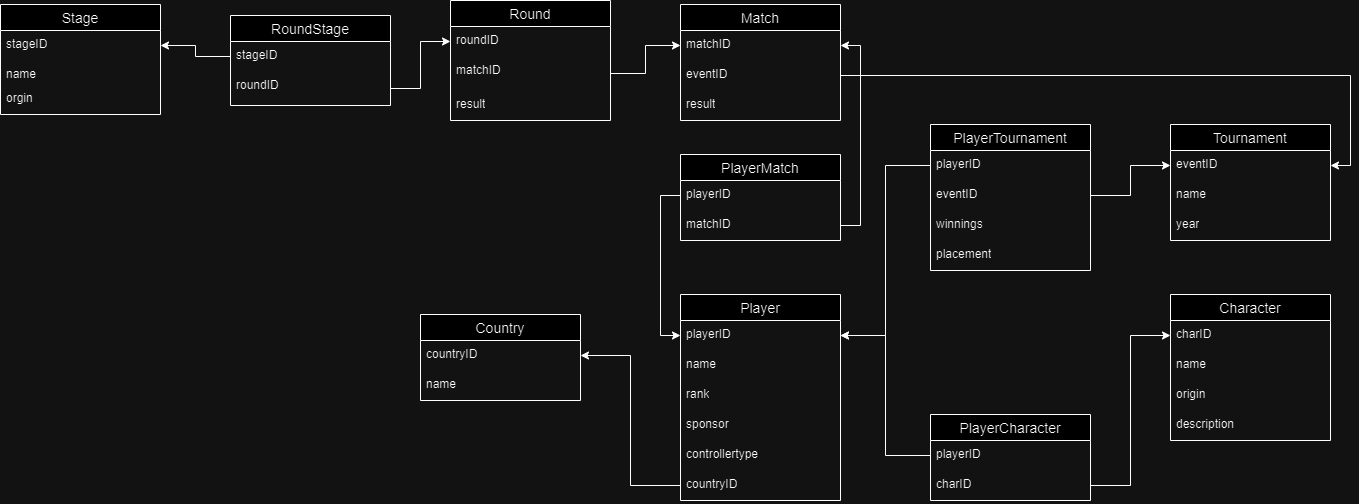 Stage
stageID
name
orgin
RoundStage
stageID
roundID
Round
roundID
matchID
result
Match
matchID
eventID
result
PlayerMatch
playerID
matchID
PlayerTournament
playerID
eventID
winnings
placement
Tournament
eventID
name
year
Country
countryID
name
Player
playerID
name
rank
sponsor
controllertype
countryID
PlayerCharacter
playerID
charID
Character
charID
name
origin
description